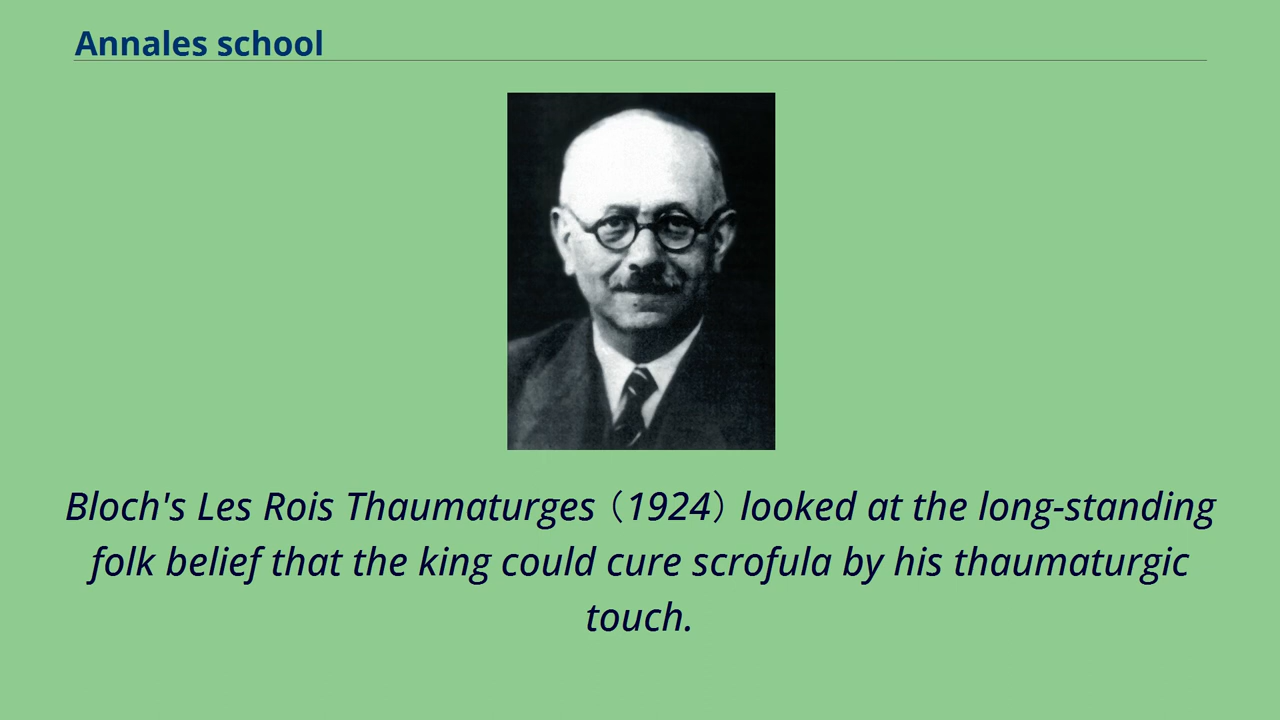 Annales school
Bloch's Les Rois Thaumaturges（1924）looked at the long-standing
folk belief that the king could cure scrofula by his thaumaturgic
touch.